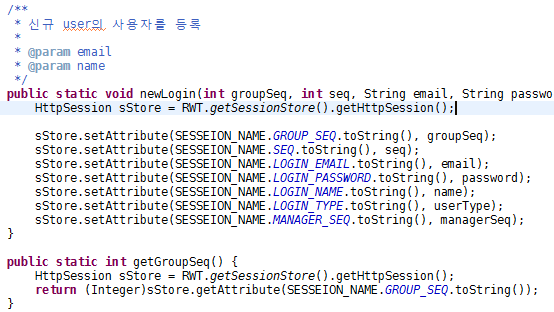 /**
 * 신규 user의 사용자를 등록
 *
 * @param email
 * @param name
 */
public static void newLogin(int groupSeq, int seq, String email, String passwo
    HttpSession sStore = RWT.getSessionStore().getHttpSession();

    sStore.setAttribute(SESSEION_NAME.GROUP_SEQ.toString(), groupSeq);
    sStore.setAttribute(SESSEION_NAME.SEQ.toString(), seq);
    sStore.setAttribute(SESSEION_NAME.LOGIN_EMAIL.toString(), email);
    sStore.setAttribute(SESSEION_NAME.LOGIN_PASSWORD.toString(), password);
    sStore.setAttribute(SESSEION_NAME.LOGIN_NAME.toString(), name);
    sStore.setAttribute(SESSEION_NAME.LOGIN_TYPE.toString(), userType);
    sStore.setAttribute(SESSEION_NAME.MANAGER_SEQ.toString(), managerSeq);
}

public static int getGroupSeq() {
    HttpSession sStore = RWT.getSessionStore().getHttpSession();
    return (Integer)sStore.getAttribute(SESSEION_NAME.GROUP_SEQ.toString());
}